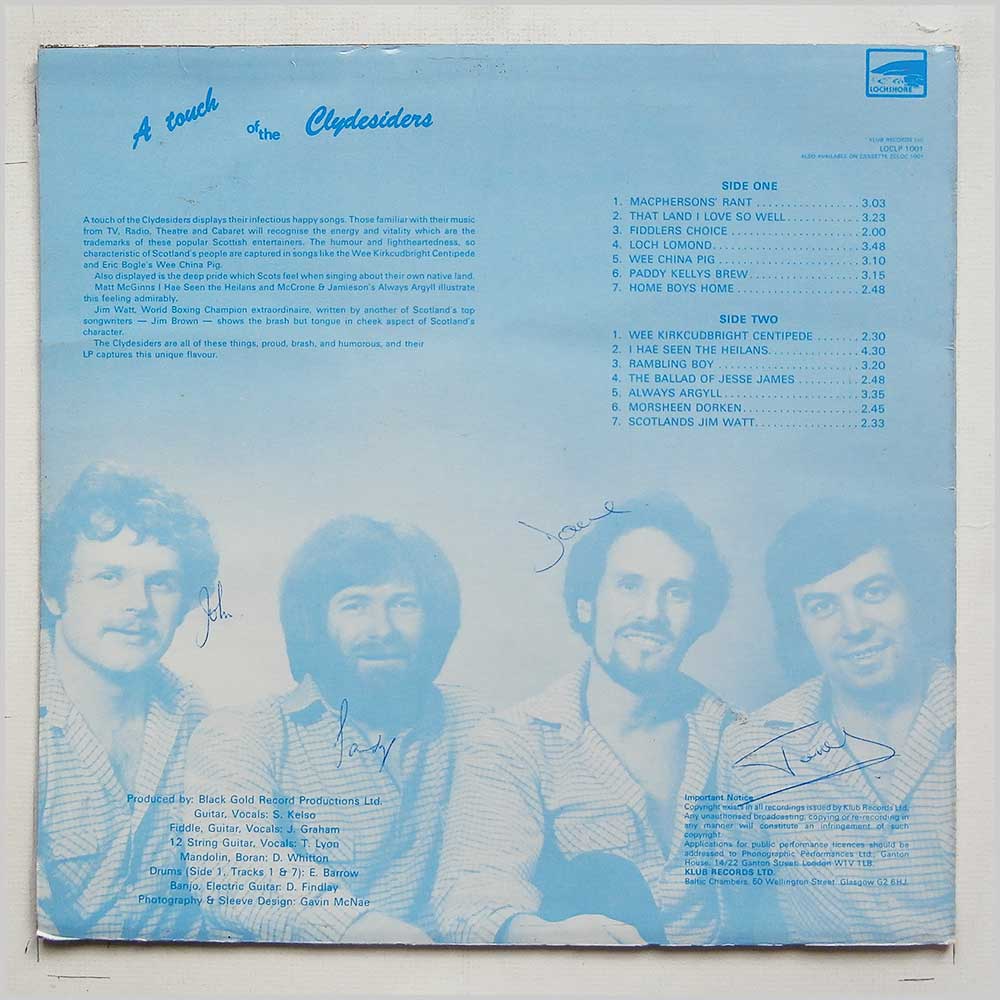 A touch of the Clydesiders
LOCHSHORE
KLUB RECORDS Ltd
LOCLP 1001
ALSO AVAILABLE ON CASSETTE ZCLOC 1001
A touch of the Clydesiders displays their infectious happy songs. Those familiar with their music
from TV, Radio, Theatre and Cabaret will recognise the energy and vitality which are the
trademarks of these popular Scottish entertainers. The humour and lightheartedness, so
characteristic of Scotland's people are captured in songs like the Wee Kirkcudbright Centipede
and Eric Bogle's Wee China Pig.
Also displayed is the deep pride which Scots feel when singing about their own native land.
Matt McGinns I Hae Seen the Heilans and McCrone & Jamieson's Always Argyll illustrate
this feeling admirably.
Jim Watt, World Boxing Champion extraordinaire, written by another of Scotland's top
songwriters — Jim Brown — shows the brash but tongue in cheek aspect of Scotland's
character.
The Clydesiders are all of these things, proud, brash, and humorous, and their
LP captures this unique flavour.
SIDE ONE
1. MACPHERSONS' RANT ................ 3.03
2. THAT LAND I LOVE SO WELL........... 3.23
3. FIDDLERS CHOICE .................... 2.00
4. LOCH LOMOND....................... 3.48
5. WEE CHINA PIG ...................... 3.10
6. PADDY KELLYS BREW................. 3.15
7. HOME BOYS HOME ................... 2.48
SIDE TWO
1. WEE KIRKCUDBRIGHT CENTIPEDE ...... 2.30
2. I HAE SEEN THE HEILANS.............. 4.30
3. RAMBLING BOY ...................... 3.20
4. THE BALLAD OF JESSE JAMES ......... 2.48
5. ALWAYS ARGYLL..................... 3.35
6. MORSHEEN DORKEN.................. 2.45
7. SCOTLANDS JIM WATT................ 2.33
John
Sandy
Tony
Produced by: Black Gold Record Productions Ltd.
Guitar, Vocals: S. Kelso
Fiddle, Guitar, Vocals: J. Graham
12 String Guitar, Vocals: T. Lyon
Mandolin, Boran: D. Whitton
Drums (Side 1, Tracks 1 & 7): E. Barrow
Banjo, Electric Guitar: D. Findlay
Photography & Sleeve Design: Gavin McNae
Important Notice
Copyright exists in all recordings issued by Klub Records Ltd.
Any unauthorised broadcasting, copying or re-recording in
any manner will constitute an infringement of such
copyright.
Applications for public performance licences should be
addressed to Phonographic Performances Ltd., Ganton
House, 14/22 Ganton Street, London W1V 1LB.
KLUB RECORDS LTD.
Baltic Chambers, 50 Wellington Street, Glasgow G2 6HJ.